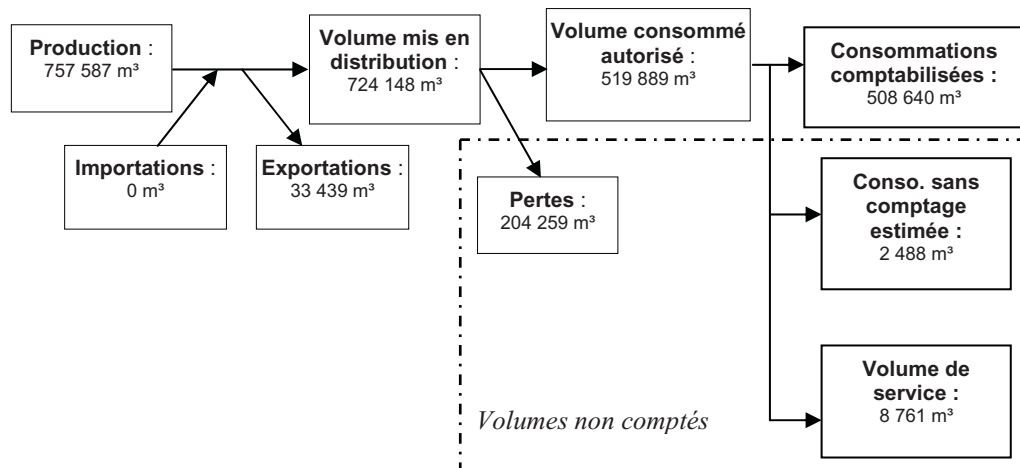 Production :
757 587 m³
Volume mis en
distribution :
724 148 m³
Volume consommé
autorisé :
519 889 m³
Consommations
comptabilisées :
508 640 m³
Importations :
0 m³
Exportations :
33 439 m³
Pertes :
204 259 m³
Conso. sans
comptage
estimée :
2 488 m³
Volume de
service :
8 761 m³
Volumes non comptés